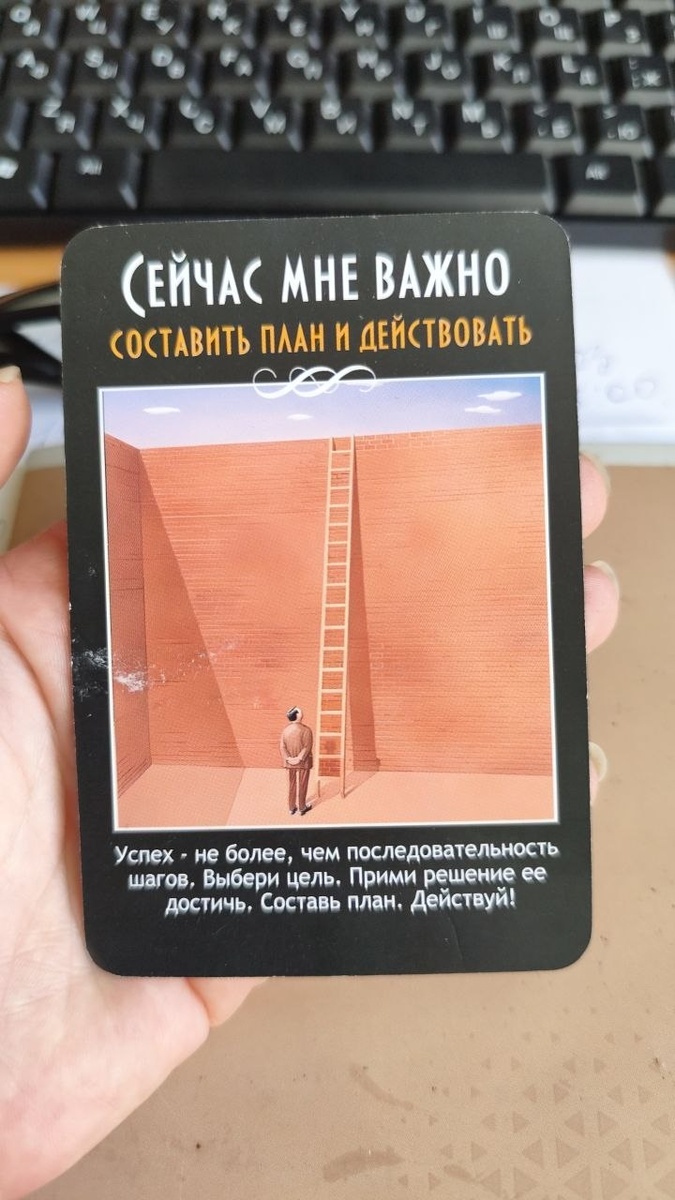 Сейчас мне важно
составить план и действовать
Успех - не более, чем последовательность
шагов. Выбери цель. Прими решение ее
достичь. Составь план. Действуй!